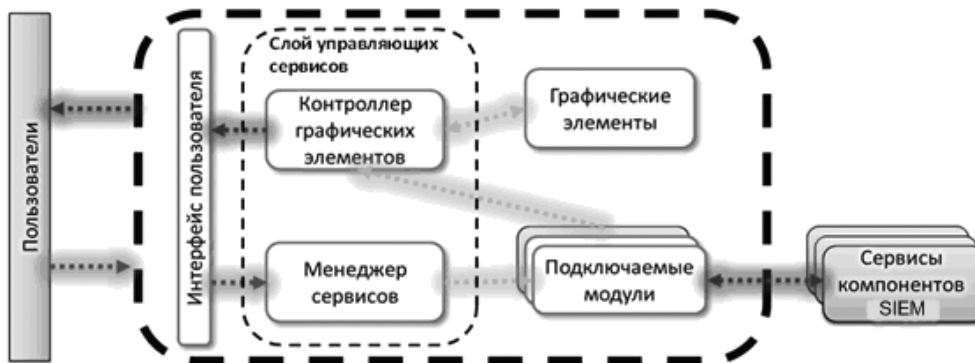 Пользователи
Интерфейс пользователя
Слой управляющих
сервисов
Контроллер
графических
элементов
Графические
элементы
Менеджер
сервисов
Подключаемые
модули
Сервисы
компонентов
SIEM